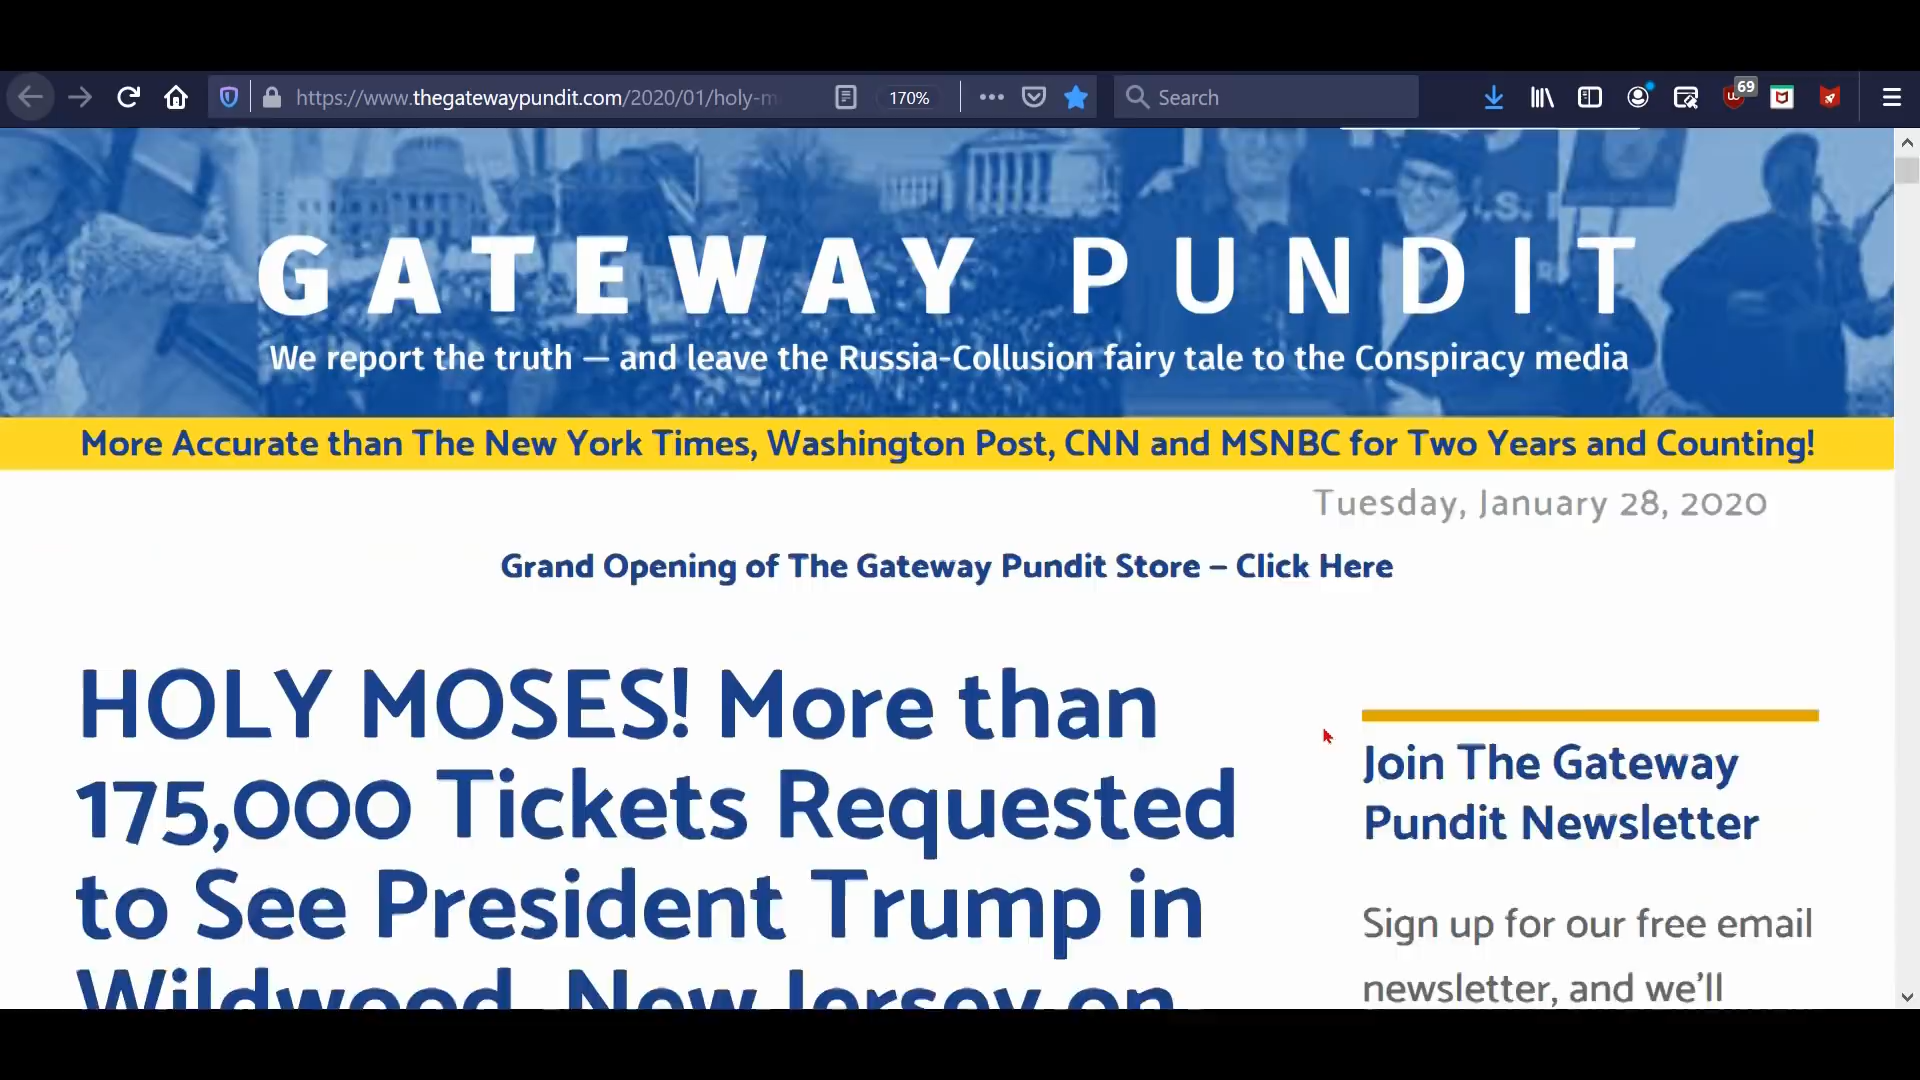 https://www.thegatewaypundit.com/2020/01/holy-m
170%
Search
69
GATEWAY PUNDIT
We report the truth — and leave the Russia-Collusion fairy tale to the Conspiracy media
More Accurate than The New York Times, Washington Post, CNN and MSNBC for Two Years and Counting!
Tuesday, January 28, 2020
Grand Opening of The Gateway Pundit Store – Click Here
HOLY MOSES! More than
175,000 Tickets Requested
to See President Trump in
Wildwood, New Jersey on
Join The Gateway
Pundit Newsletter
Sign up for our free email
newsletter, and we'll